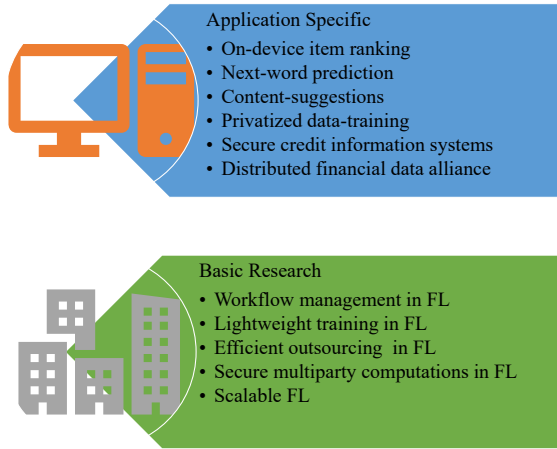 Application Specific
• On-device item ranking
• Next-word prediction
• Content-suggestions
• Privatized data-training
• Secure credit information systems
• Distributed financial data alliance
Basic Research
• Workflow management in FL
• Lightweight training in FL
• Efficient outsourcing in FL
• Secure multiparty computations in FL
• Scalable FL